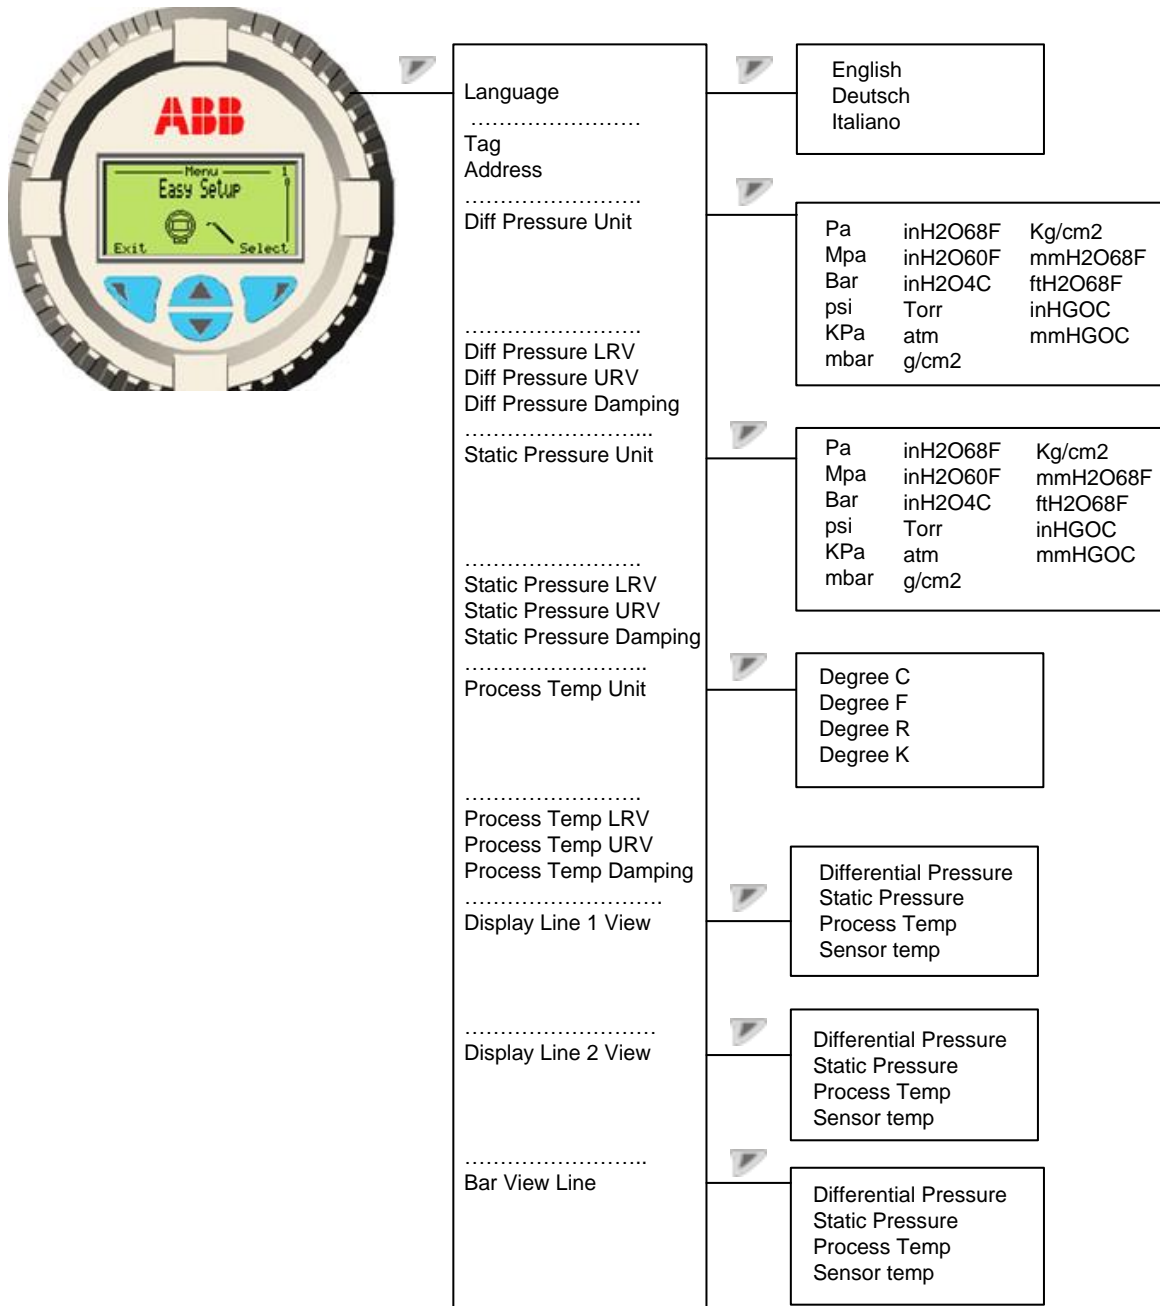 ABB
Menu 1
Easy Setup
Exit Select
Language
........................
Tag
Address
.........................
Diff Pressure Unit
.........................
Diff Pressure LRV
Diff Pressure URV
Diff Pressure Damping
..........................
Static Pressure Unit
.........................
Static Pressure LRV
Static Pressure URV
Static Pressure Damping
..........................
Process Temp Unit
.........................
Process Temp LRV
Process Temp URV
Process Temp Damping
............................
Display Line 1 View
...........................
Display Line 2 View
..........................
Bar View Line
English
Deutsch
Italiano
Pa inH2O68F Kg/cm2
Mpa inH2O60F mmH2O68F
Bar inH2O4C ftH2O68F
psi Torr inHGOC
KPa atm mmHGOC
mbar g/cm2
Pa inH2O68F Kg/cm2
Mpa inH2O60F mmH2O68F
Bar inH2O4C ftH2O68F
psi Torr inHGOC
KPa atm mmHGOC
mbar g/cm2
Degree C
Degree F
Degree R
Degree K
Differential Pressure
Static Pressure
Process Temp
Sensor temp
Differential Pressure
Static Pressure
Process Temp
Sensor temp
Differential Pressure
Static Pressure
Process Temp
Sensor temp